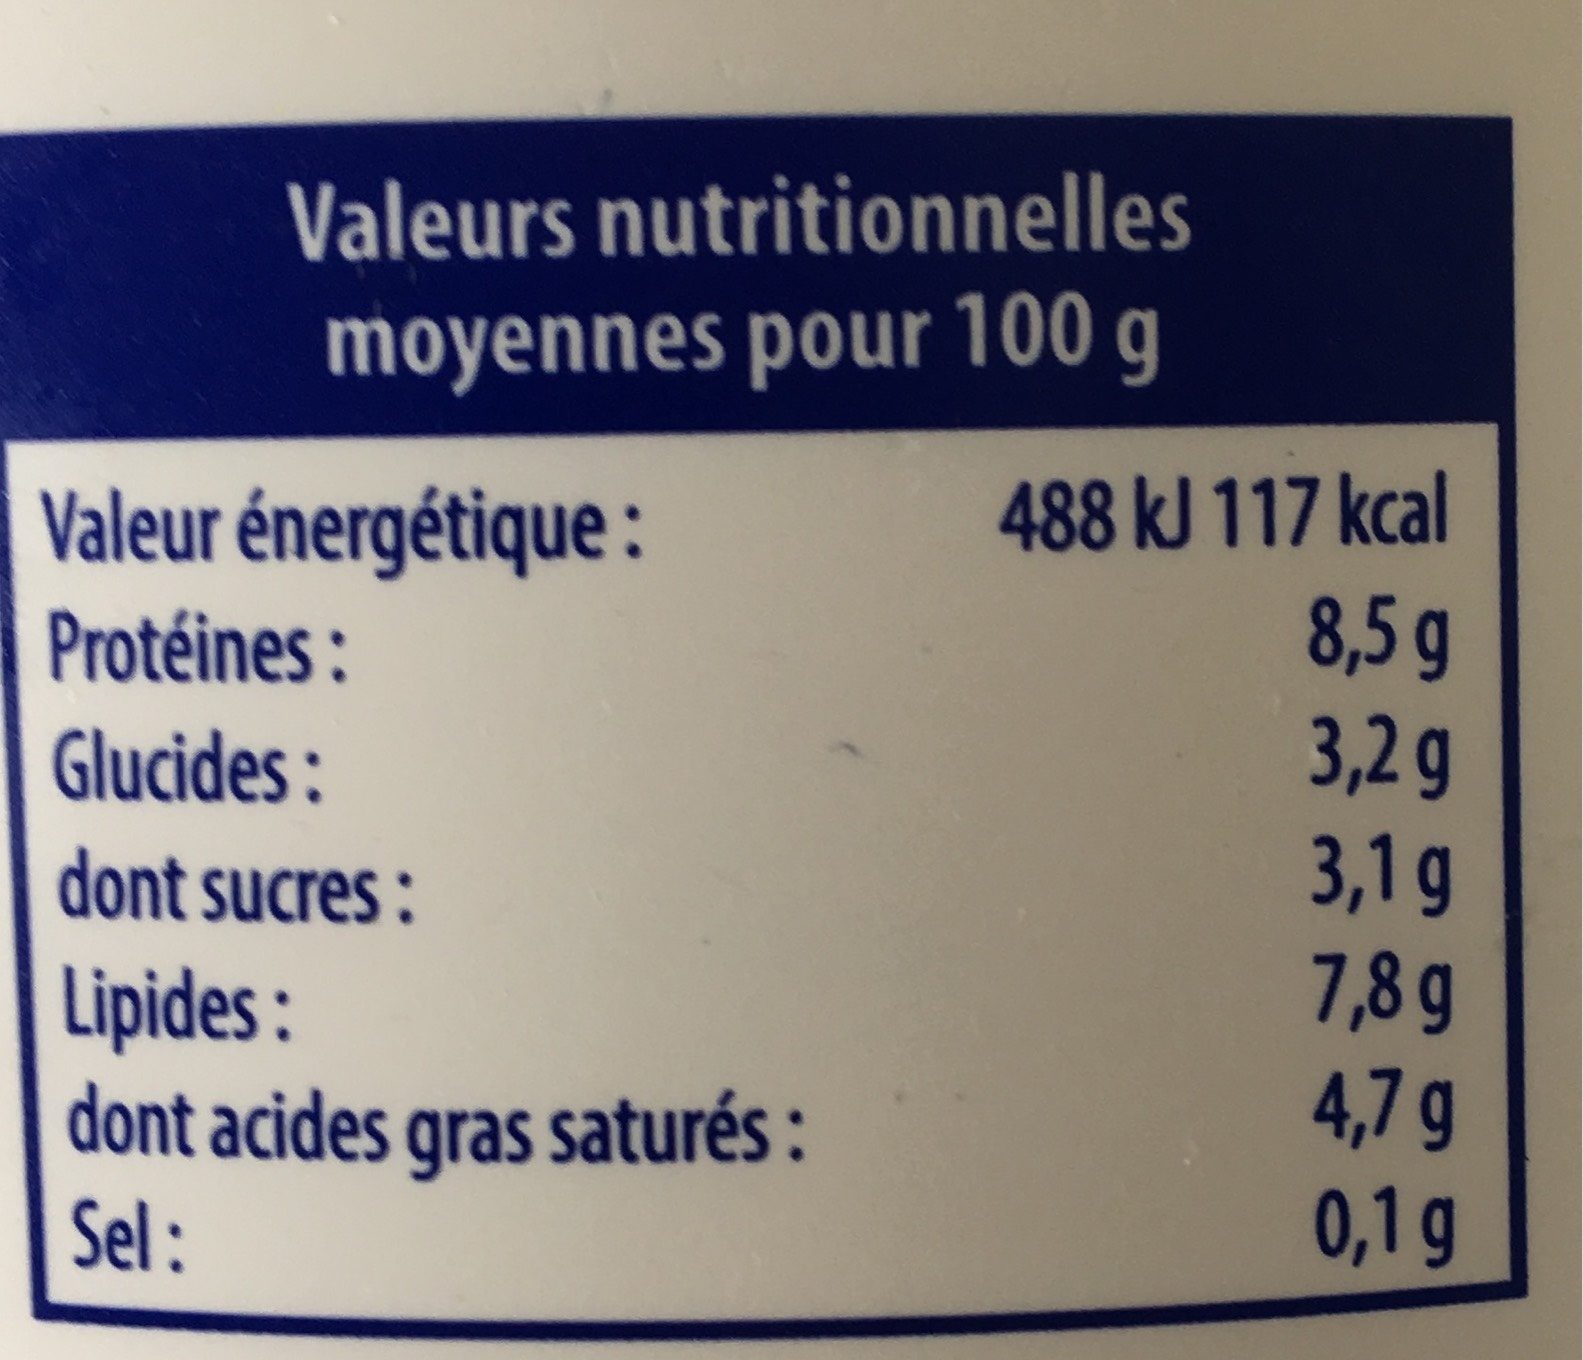 Valeurs nutritionnelles
moyennes pour 100 g
Valeur énergétique : 488 kJ 117 kcal
Protéines : 8,5 g
Glucides : 3,2 g
dont sucres : 3,1 g
Lipides : 7,8 g
dont acides gras saturés : 4,7 g
Sel : 0,1 g